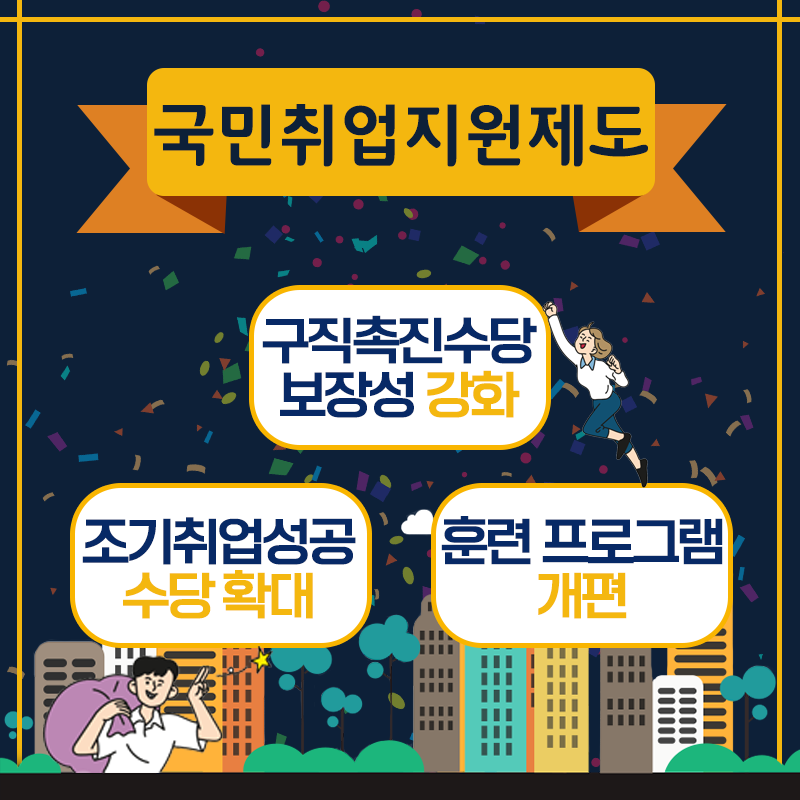 국민취업지원제도
구직촉진수당
보장성 강화
조기취업성공
수당 확대
훈련 프로그램
개편